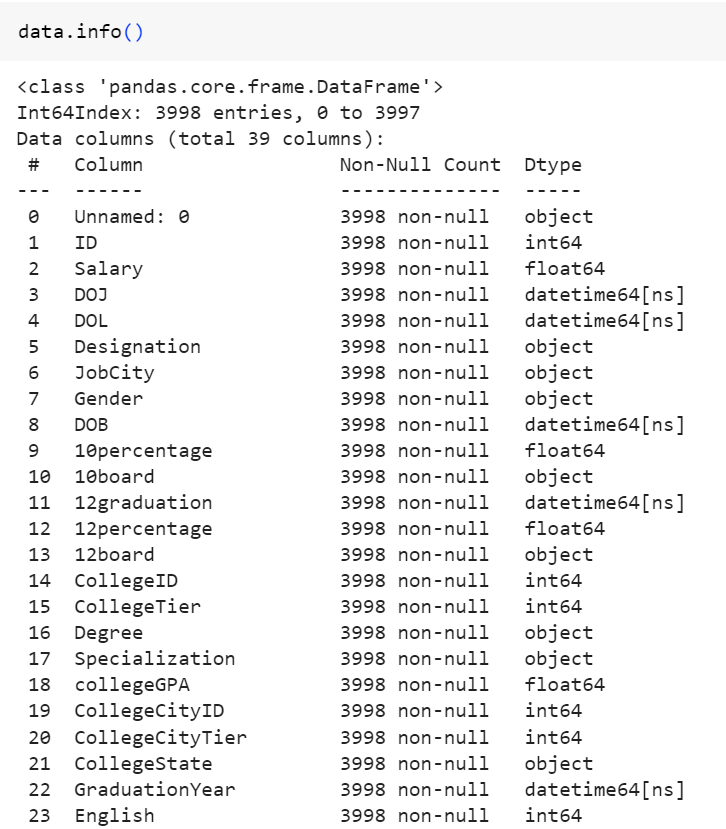 data.info()
<class 'pandas.core.frame.DataFrame'>
Int64Index: 3998 entries, 0 to 3997
Data columns (total 39 columns):
 #   Column                 Non-Null Count  Dtype
---  ------                 --------------  -----
 0   Unnamed: 0             3998 non-null   object
 1   ID                     3998 non-null   int64
 2   Salary                 3998 non-null   float64
 3   DOJ                    3998 non-null   datetime64[ns]
 4   DOL                    3998 non-null   datetime64[ns]
 5   Designation            3998 non-null   object
 6   JobCity                3998 non-null   object
 7   Gender                 3998 non-null   object
 8   DOB                    3998 non-null   datetime64[ns]
 9   10percentage           3998 non-null   float64
 10  10board                3998 non-null   object
 11  12graduation           3998 non-null   datetime64[ns]
 12  12percentage           3998 non-null   float64
 13  12board                3998 non-null   object
 14  CollegeID              3998 non-null   int64
 15  CollegeTier            3998 non-null   int64
 16  Degree                 3998 non-null   object
 17  Specialization         3998 non-null   object
 18  collegeGPA             3998 non-null   float64
 19  CollegeCityID          3998 non-null   int64
 20  CollegeCityTier        3998 non-null   int64
 21  CollegeState           3998 non-null   object
 22  GraduationYear         3998 non-null   datetime64[ns]
 23  English                3998 non-null   int64